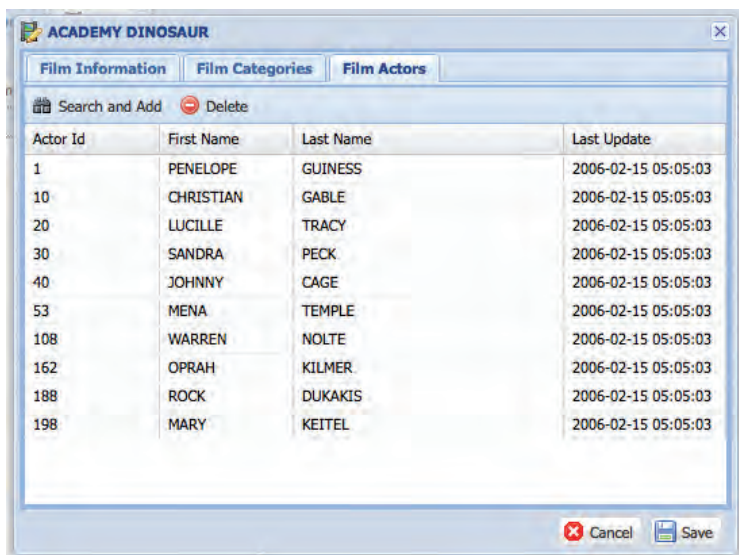 ACADEMY DINOSAUR
Film Information Film Categories Film Actors
Search and Add Delete
Actor Id First Name Last Name Last Update
1 PENELOPE GUINESS 2006-02-15 05:05:03
10 CHRISTIAN GABLE 2006-02-15 05:05:03
20 LUCILLE TRACY 2006-02-15 05:05:03
30 SANDRA PECK 2006-02-15 05:05:03
40 JOHNNY CAGE 2006-02-15 05:05:03
53 MENA TEMPLE 2006-02-15 05:05:03
108 WARREN NOLTE 2006-02-15 05:05:03
162 OPRAH KILMER 2006-02-15 05:05:03
188 ROCK DUKAKIS 2006-02-15 05:05:03
198 MARY KEITEL 2006-02-15 05:05:03
Cancel Save